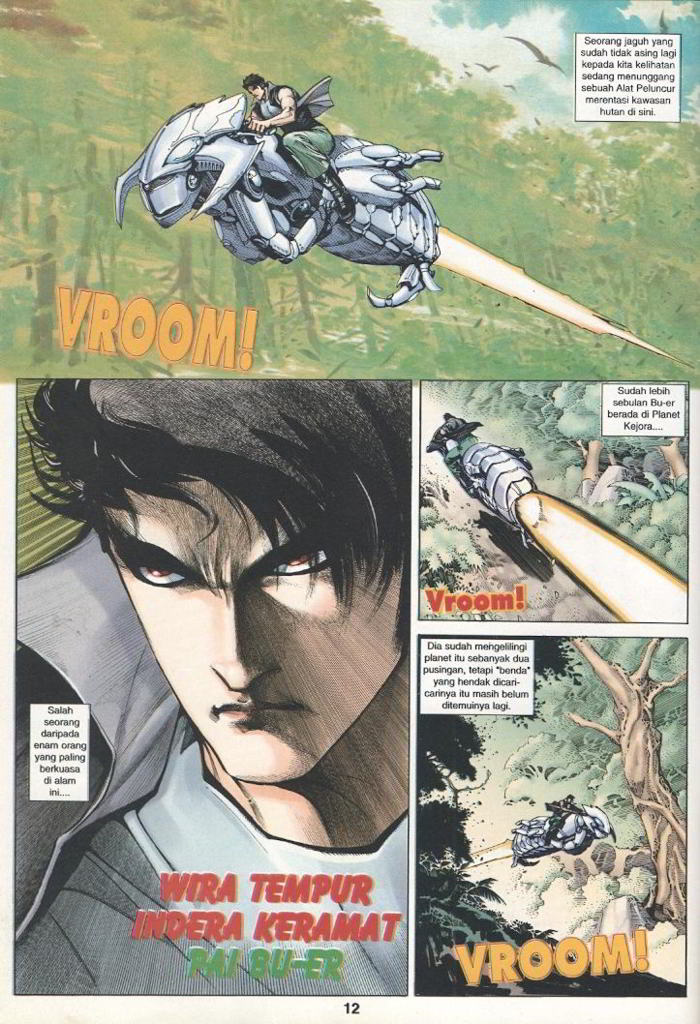 Seorang jaguh yang
sudah tidak asing lagi
kepada kita kelihatan
sedang menunggang
sebuah Alat Peluncur
merentasi kawasan
hutan di sini.
VROOM!
Salah
seorang
daripada
enam orang
yang paling
berkuasa
di alam
ini....
WIRA TEMPUR
INDERA KERAMAT
PAI BU-ER
Sudah lebih
sebulan Bu-er
berada di Planet
Kejora....
Vroom!
Dia sudah mengelilingi
planet itu sebanyak dua
pusingan, tetapi "benda"
yang hendak dicari-
carinya itu masih belum
ditemuinya lagi.
VROOM!
12